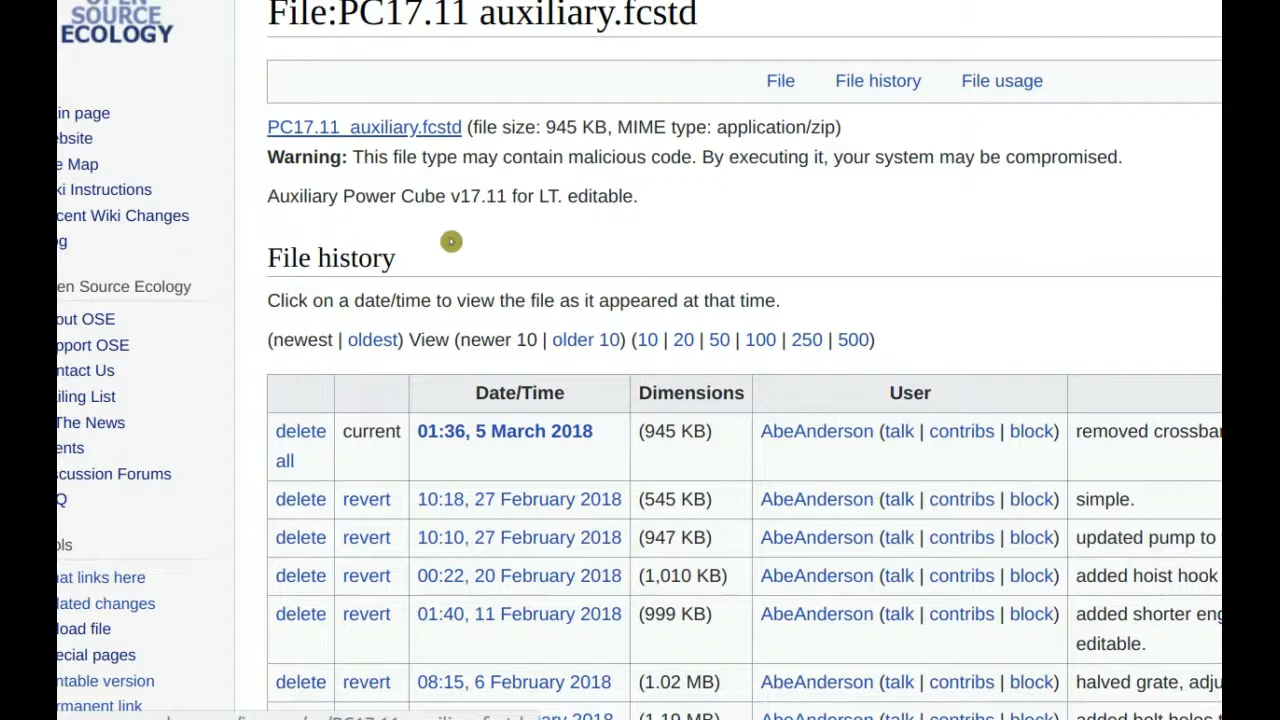 OPEN
SOURCE
ECOLOGY
in page
ebsite
e Map
ki Instructions
cent Wiki Changes
og
en Source Ecology
out OSE
pport OSE
ntact Us
iling List
The News
ents
scussion Forums
Q
ols
at links here
lated changes
load file
ecial pages
ntable version
rmanent link
File:PC17.11 auxiliary.fcstd
File File history File usage
PC17.11_auxiliary.fcstd (file size: 945 KB, MIME type: application/zip)
Warning: This file type may contain malicious code. By executing it, your system may be compromised.
Auxiliary Power Cube v17.11 for LT. editable.
File history
Click on a date/time to view the file as it appeared at that time.
(newest | oldest) View (newer 10 | older 10) (10 | 20 | 50 | 100 | 250 | 500)
Date/Time Dimensions User
delete all current 01:36, 5 March 2018 (945 KB) AbeAnderson (talk | contribs | block) removed crossbar
delete revert 10:18, 27 February 2018 (545 KB) AbeAnderson (talk | contribs | block) simple.
delete revert 10:10, 27 February 2018 (947 KB) AbeAnderson (talk | contribs | block) updated pump to
delete revert 00:22, 20 February 2018 (1,010 KB) AbeAnderson (talk | contribs | block) added hoist hook
delete revert 01:40, 11 February 2018 (999 KB) AbeAnderson (talk | contribs | block) added shorter eng
editable.
delete revert 08:15, 6 February 2018 (1.02 MB) AbeAnderson (talk | contribs | block) halved grate, adju